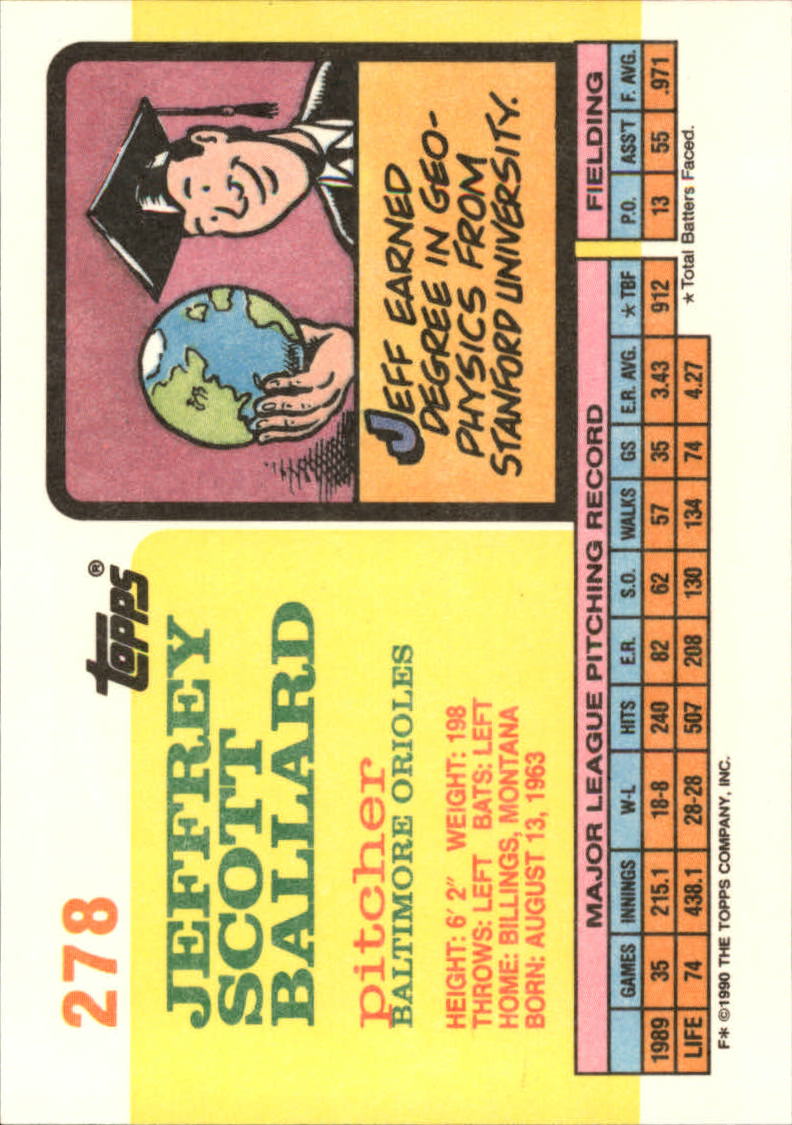 278
topps®
JEFFREY
SCOTT
BALLARD
pitcher
BALTIMORE ORIOLES
HEIGHT: 6' 2" WEIGHT: 198
THROWS: LEFT BATS: LEFT
HOME: BILLINGS, MONTANA
BORN: AUGUST 13, 1963
JEFF EARNED
DEGREE IN GEO-
PHYSICS FROM
STANFORD UNIVERSITY.
MAJOR LEAGUE PITCHING RECORD FIELDING
GAMES INNINGS W-L HITS E.R. S.O. WALKS GS E.R. AVG. ★TBF P.O. ASS'T F. AVG.
1989 35 215.1 18-8 240 82 62 57 35 3.43 912 13 55 .971
LIFE 74 438.1 28-28 507 208 130 134 74 4.27
★Total Batters Faced.
F* ©1990 THE TOPPS COMPANY, INC.